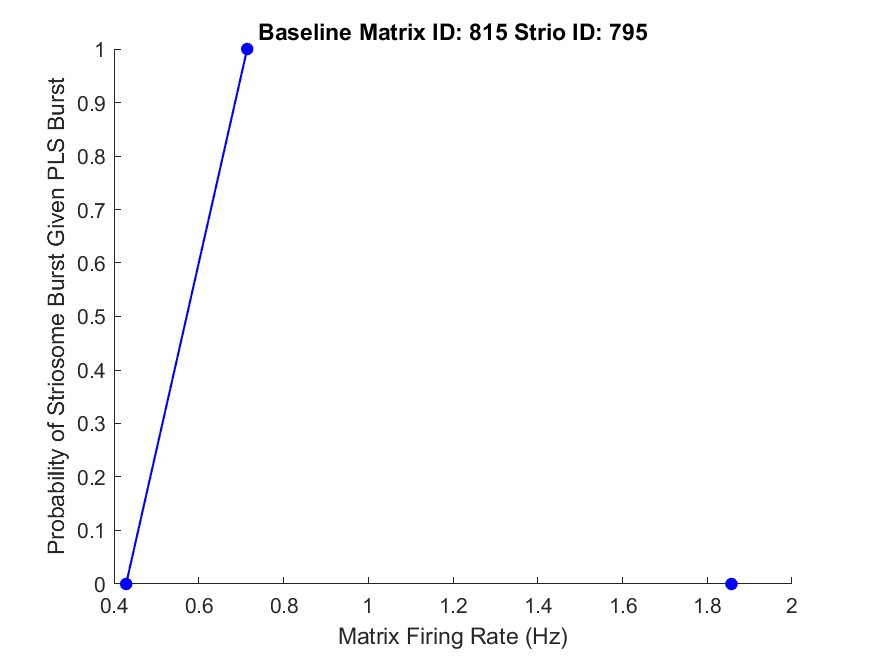 Baseline Matrix ID: 815 Strio ID: 795
Probability of Striosome Burst Given PLS Burst
1
0.9
0.8
0.7
0.6
0.5
0.4
0.3
0.2
0.1
0
0.4 0.6 0.8 1 1.2 1.4 1.6 1.8 2
Matrix Firing Rate (Hz)